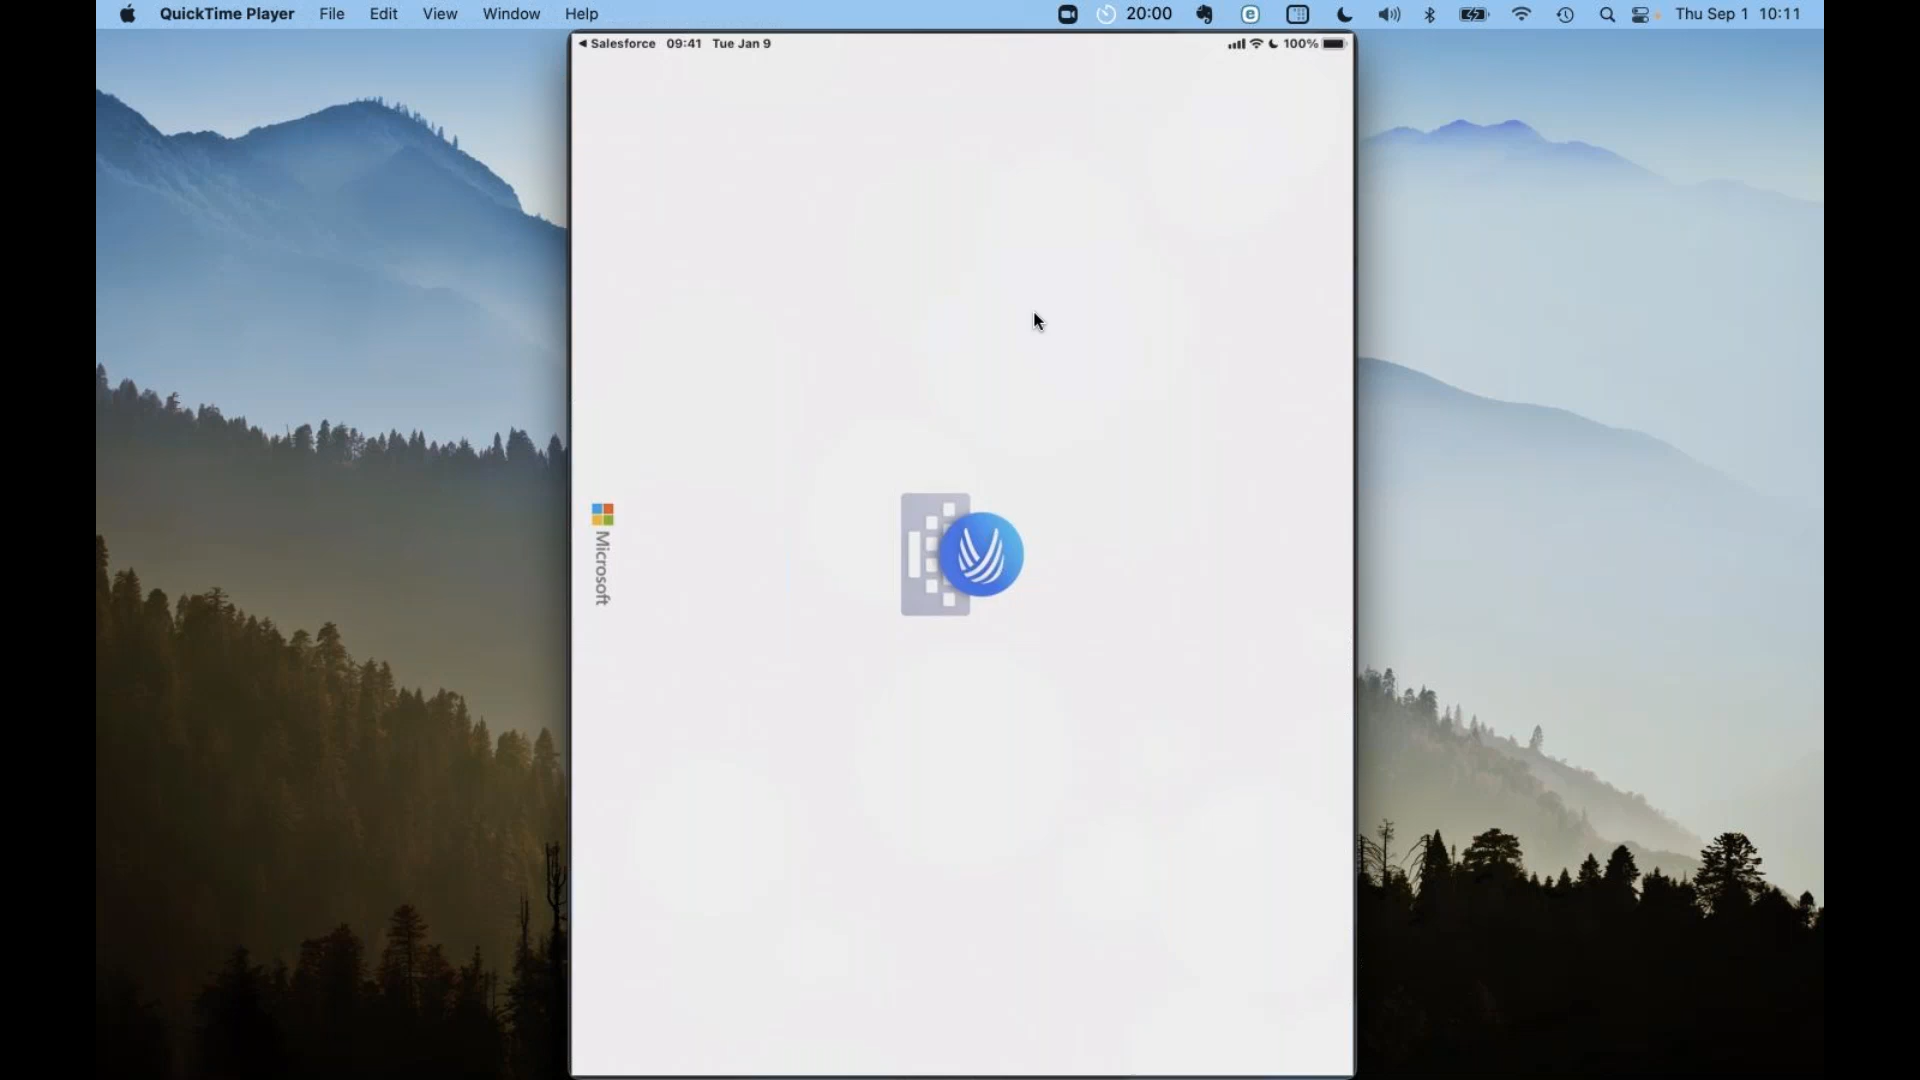 QuickTime Player File Edit View Window Help 20:00 Thu Sep 1 10:11
Salesforce 09:41 Tue Jan 9 100%
Microsoft